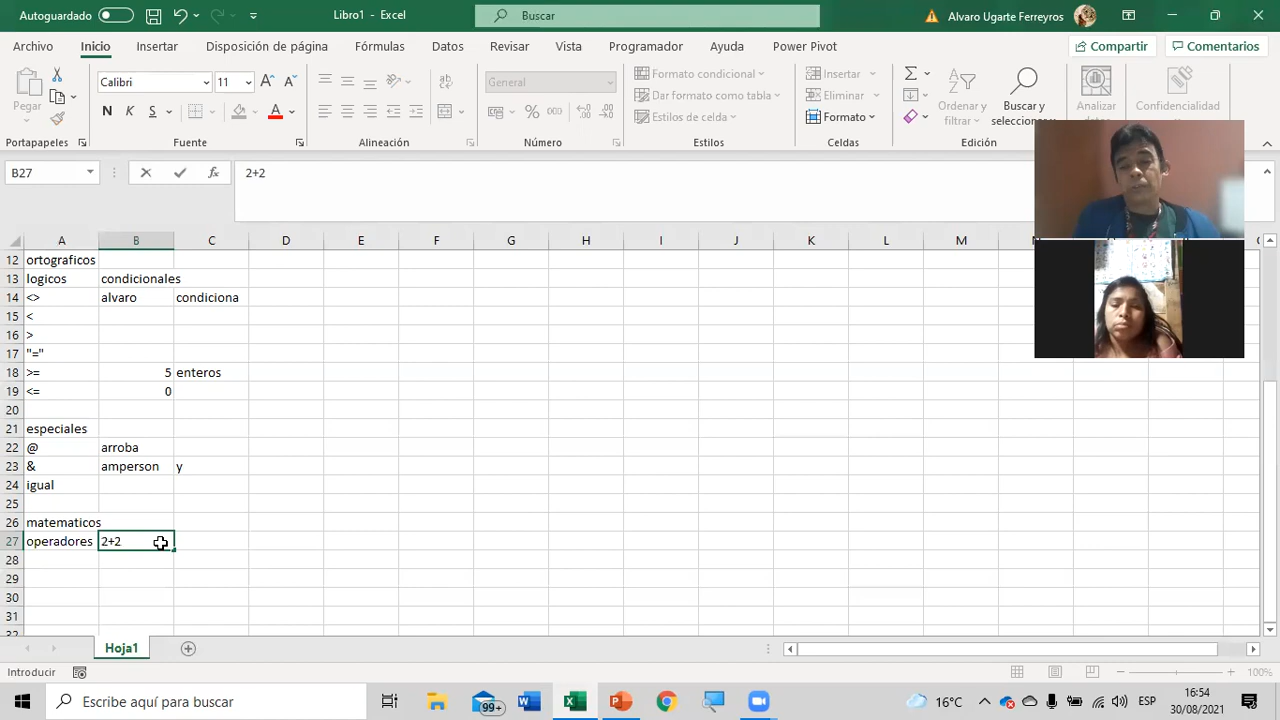 Autoguardado
Libro1 - Excel
Buscar
Alvaro Ugarte Ferreyros
Archivo Inicio Insertar Disposición de página Fórmulas Datos Revisar Vista Programador Ayuda Power Pivot
Compartir Comentarios
Pegar
Calibri 11
N K S
General
Formato condicional
Dar formato como tabla
Estilos de celda
Insertar
Eliminar
Formato
Ordenar y
filtrar
Buscar y
seleccionar
Analizar
Confidencialidad
Portapapeles Fuente Alineación Número Estilos Celdas Edición
B27 fx 2+2
A B C D E F G H I J K L M
12 ortograficos
13 logicos condicionales
14 <> alvaro condiciona
15 <
16 >
17 "="
18 >= 5 enteros
19 <= 0
20
21 especiales
22 @ arroba
23 & amperson y
24 igual
25
26 matematicos
27 operadores 2+2
28
29
30
31
32
Hoja1
Introducir
100%
Escribe aquí para buscar
99+
16°C
ESP
16:54
30/08/2021